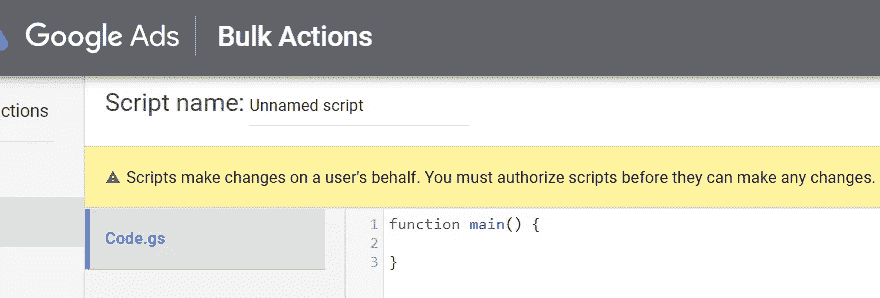 Google Ads Bulk Actions
ctions
Script name: Unnamed script
Scripts make changes on a user's behalf. You must authorize scripts before they can make any changes.
Code.gs
1 function main() {
2
3 }